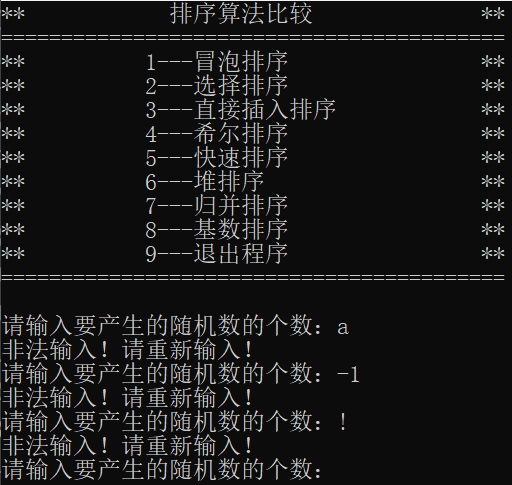 ** 排序算法比较 **
==========================================
** 1---冒泡排序 **
** 2---选择排序 **
** 3---直接插入排序 **
** 4---希尔排序 **
** 5---快速排序 **
** 6---堆排序 **
** 7---归并排序 **
** 8---基数排序 **
** 9---退出程序 **
==========================================
请输入要产生的随机数的个数：a
非法输入！请重新输入！
请输入要产生的随机数的个数：-1
非法输入！请重新输入！
请输入要产生的随机数的个数：!
非法输入！请重新输入！
请输入要产生的随机数的个数：